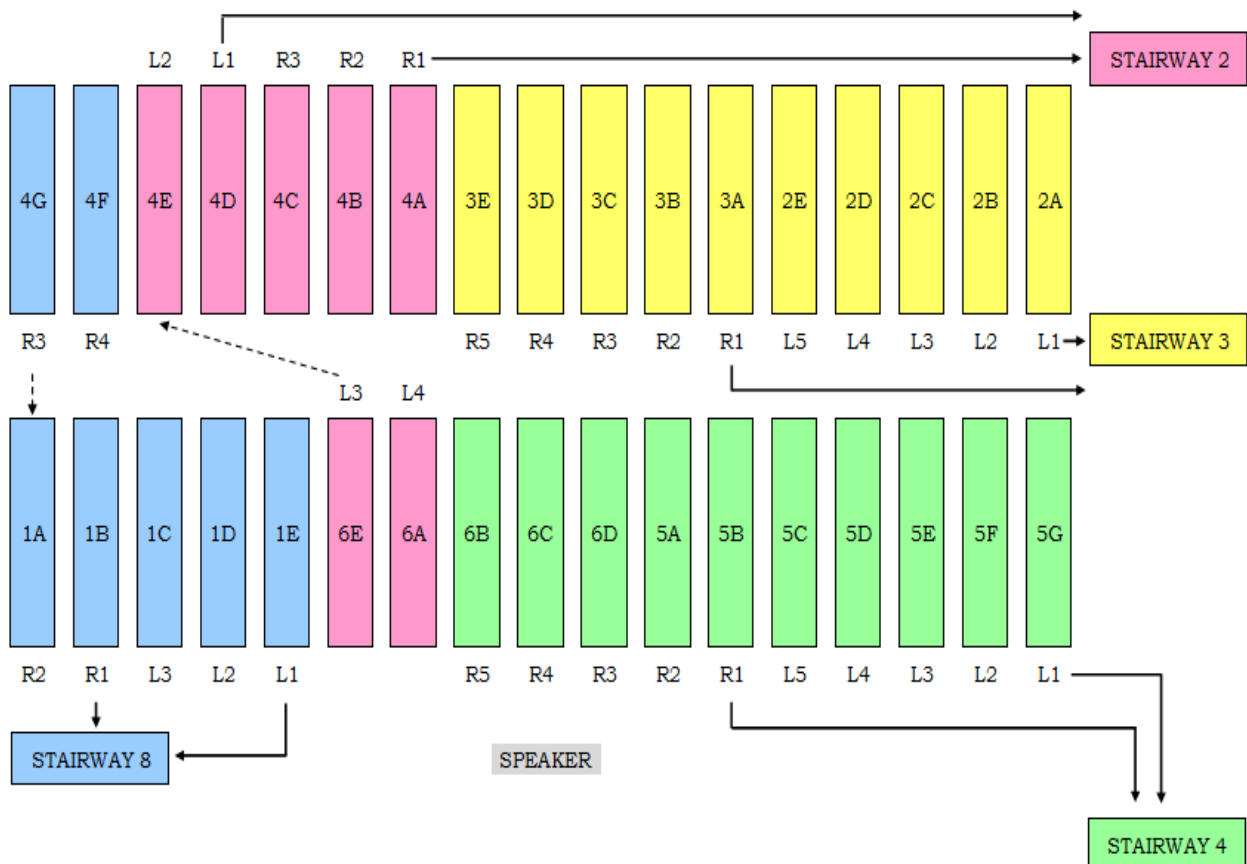 L2 L1 R3 R2 R1 STAIRWAY 2
4G 4F 4E 4D 4C 4B 4A 3E 3D 3C 3B 3A 2E 2D 2C 2B 2A
R3 R4 R5 R4 R3 R2 R1 L5 L4 L3 L2 L1 STAIRWAY 3
L3 L4
1A 1B 1C 1D 1E 6E 6A 6B 6C 6D 5A 5B 5C 5D 5E 5F 5G
R2 R1 L3 L2 L1 R5 R4 R3 R2 R1 L5 L4 L3 L2 L1
STAIRWAY 8 SPEAKER
STAIRWAY 4